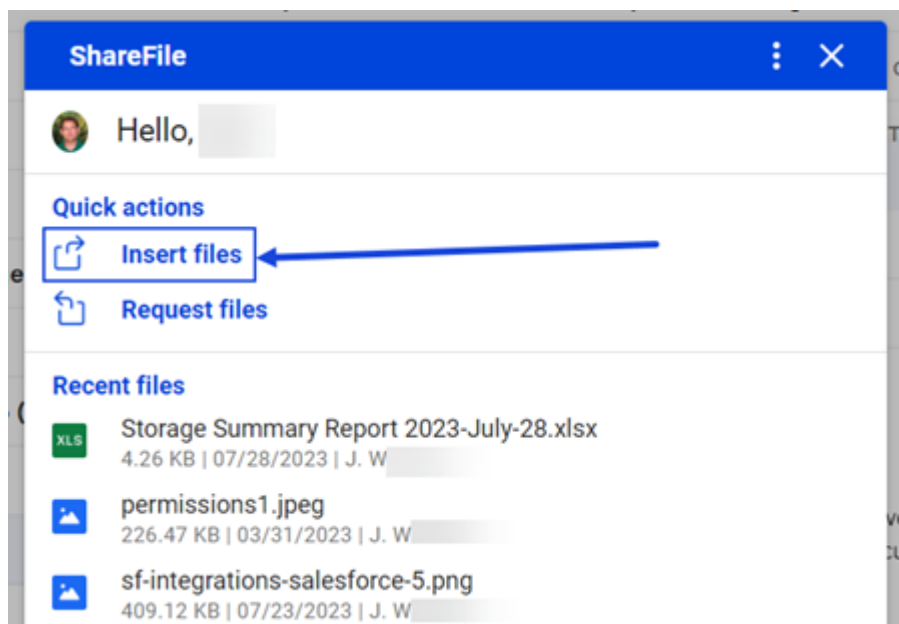 ShareFile
Hello,
Quick actions
Insert files
Request files
Recent files
XLS
Storage Summary Report 2023-July-28.xlsx
4.26 KB | 07/28/2023 | J. W
permissions1.jpeg
226.47 KB | 03/31/2023 | J. W
sf-integrations-salesforce-5.png
409.12 KB | 07/23/2023 | J. W